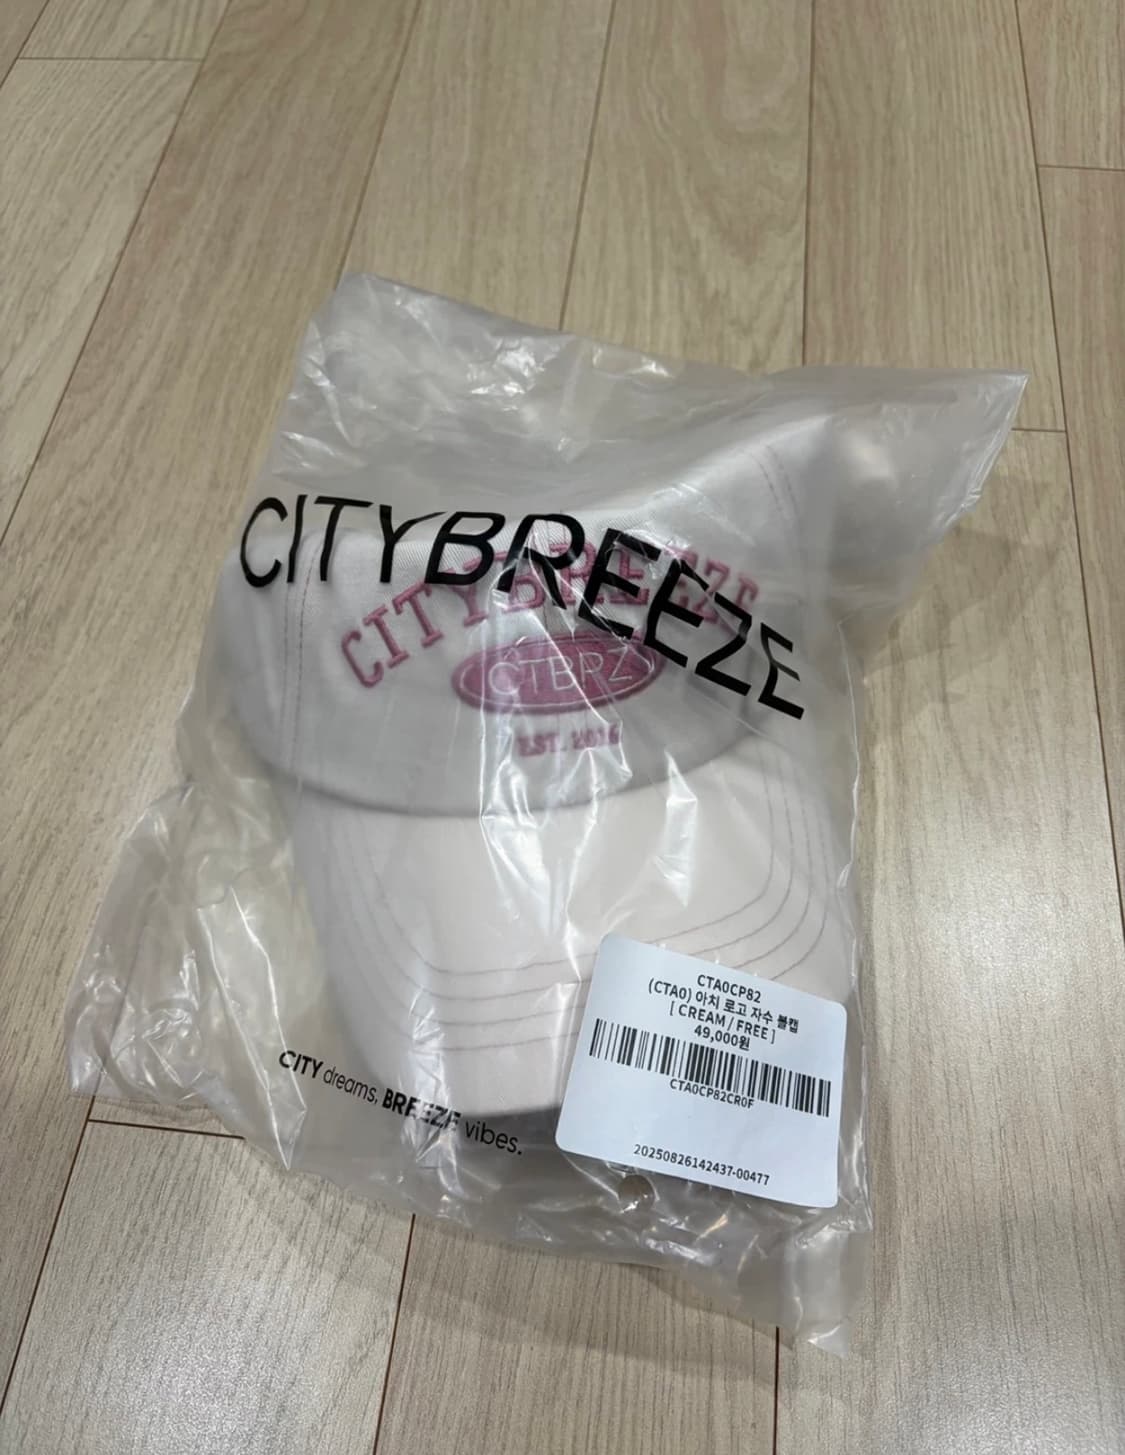 CITYBREEZE
CITYBREEZE
CTBRZ
EST.
CTA0CP82
(CTA0) 아치 로고 자수 볼캡
[ CREAM / FREE ]
49,000원
CTA0CP82CR0F
20250826142437-00477
CITY dreams, BREEZE vibes.